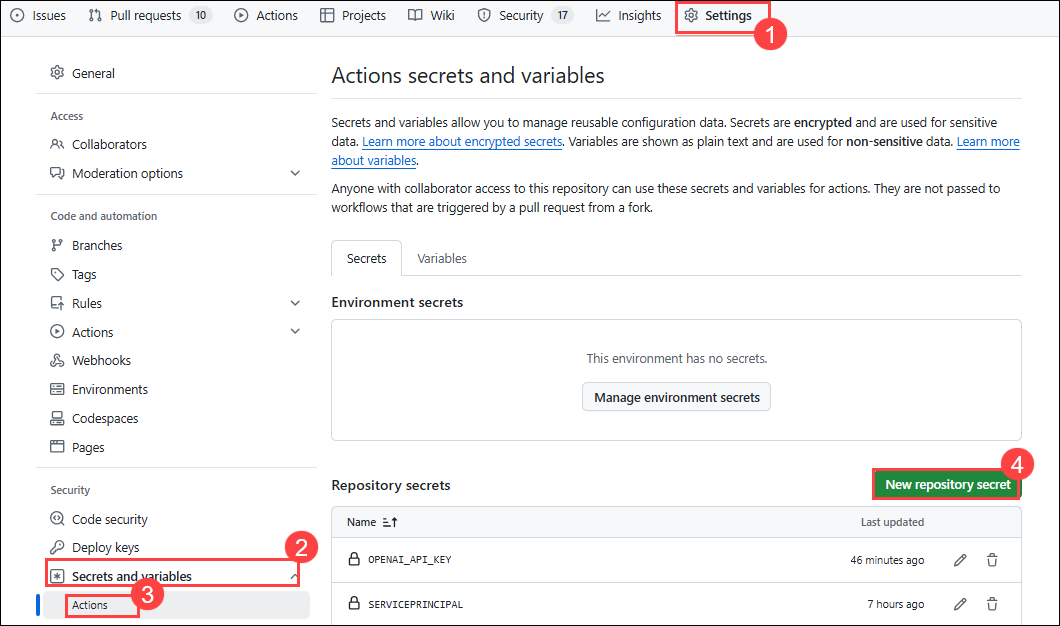 Issues Pull requests 10 Actions Projects Wiki Security 17 Insights Settings
1
General
Access
Collaborators
Moderation options
Code and automation
Branches
Tags
Rules
Actions
Webhooks
Environments
Codespaces
Pages
Security
Code security
Deploy keys
2
Secrets and variables
3
Actions
Actions secrets and variables
Secrets and variables allow you to manage reusable configuration data. Secrets are encrypted and are used for sensitive
data. Learn more about encrypted secrets. Variables are shown as plain text and are used for non-sensitive data. Learn more
about variables.
Anyone with collaborator access to this repository can use these secrets and variables for actions. They are not passed to
workflows that are triggered by a pull request from a fork.
Secrets Variables
Environment secrets
This environment has no secrets.
Manage environment secrets
4
Repository secrets New repository secret
Name Last updated
OPENAI_API_KEY 46 minutes ago
SERVICEPRINCIPAL 7 hours ago